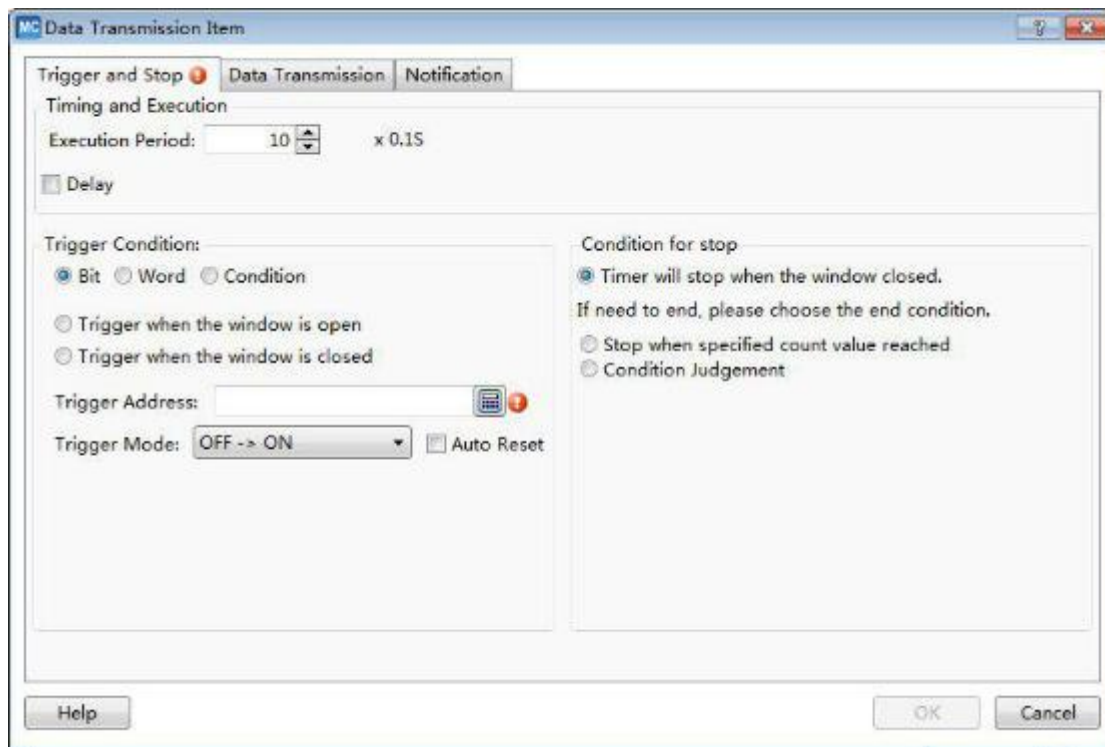 MC Data Transmission Item
Trigger and Stop Data Transmission Notification
Timing and Execution
Execution Period: 10 x 0.1S
Delay
Trigger Condition:
Bit Word Condition
Trigger when the window is open
Trigger when the window is closed
Trigger Address:
Trigger Mode: OFF -> ON Auto Reset
Condition for stop
Timer will stop when the window closed.
If need to end, please choose the end condition.
Stop when specified count value reached
Condition Judgement
Help OK Cancel